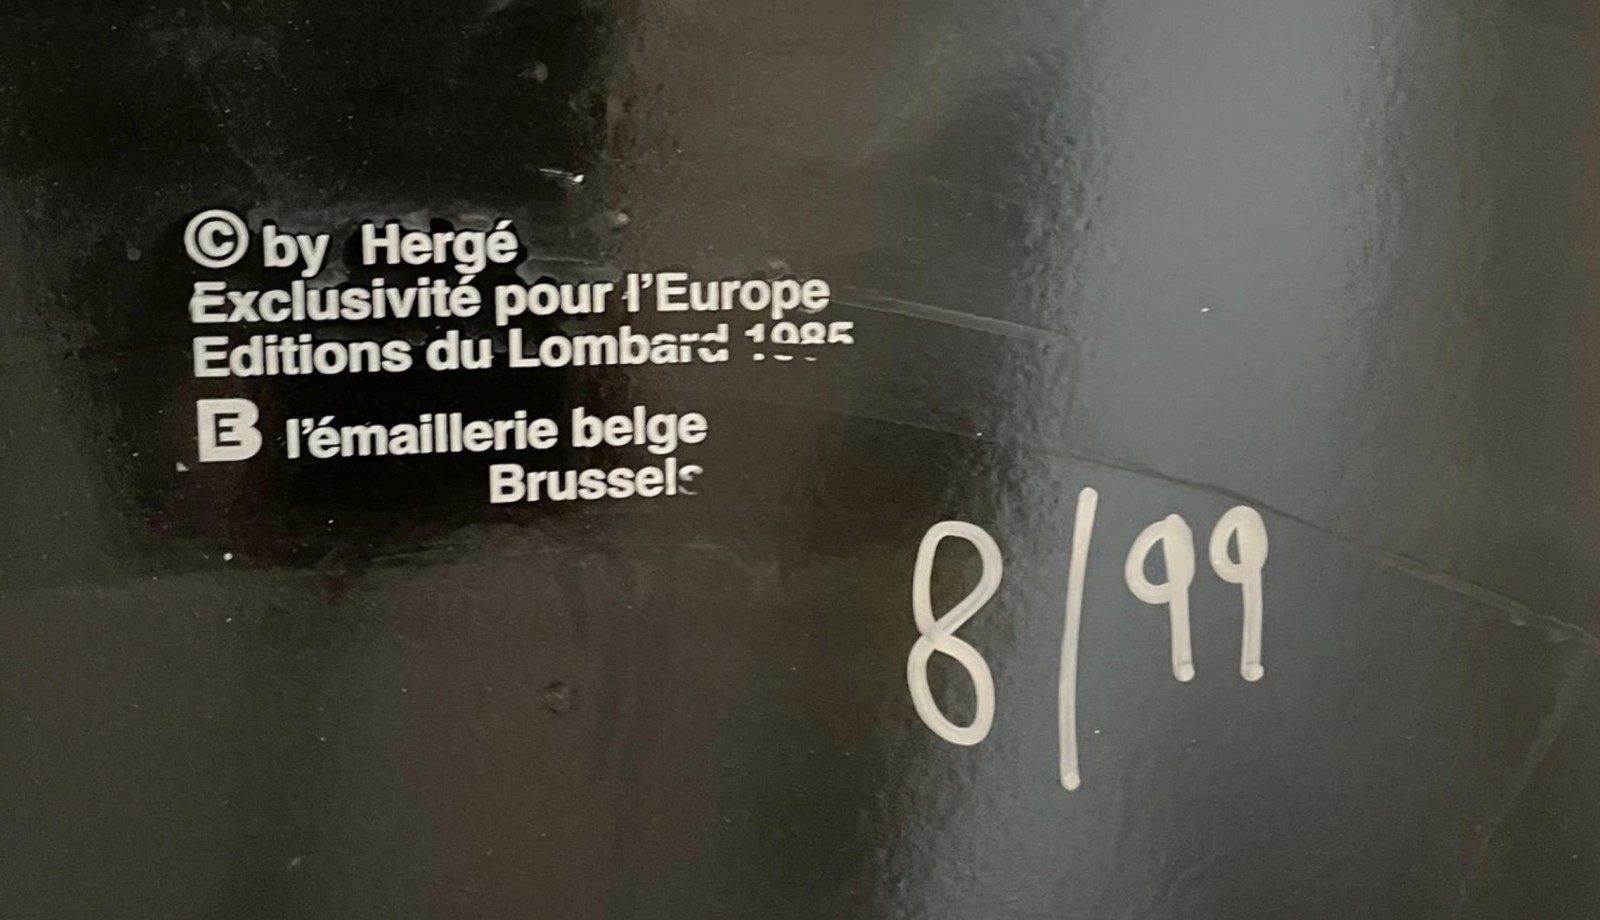 © by Hergé
Exclusivité pour l'Europe
Editions du Lombard 1985
E l'émaillerie belge
Brussels
8/99